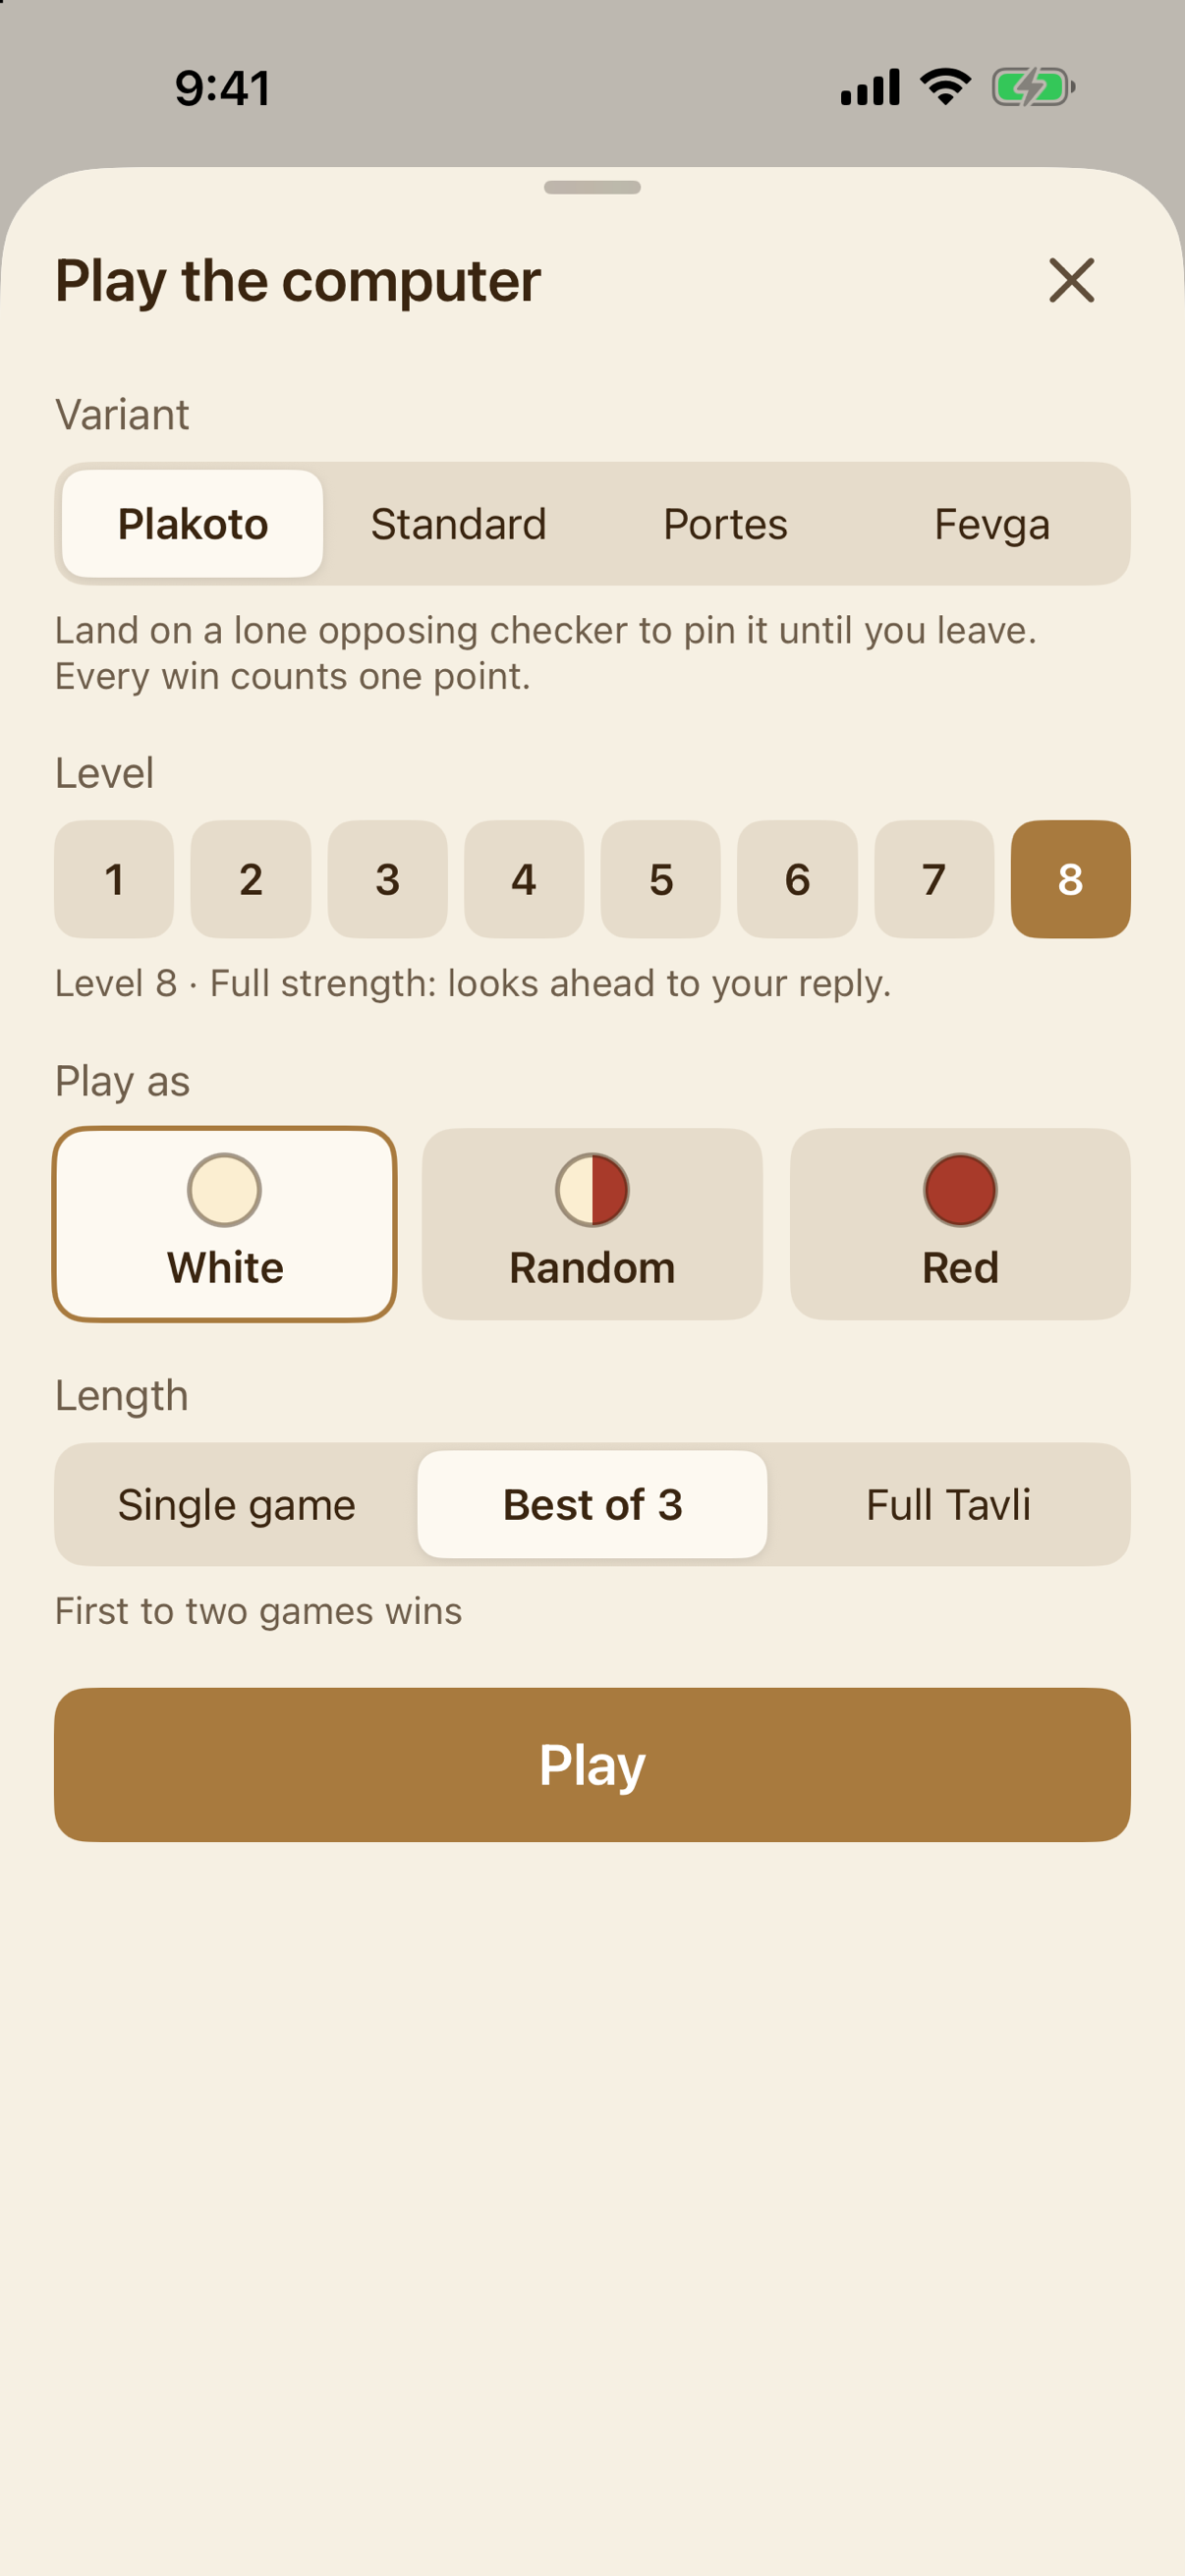 9:41
Play the computer
Variant
Plakoto Standard Portes Fevga
Land on a lone opposing checker to pin it until you leave.
Every win counts one point.
Level
1 2 3 4 5 6 7 8
Level 8 · Full strength: looks ahead to your reply.
Play as
White Random Red
Length
Single game Best of 3 Full Tavli
First to two games wins
Play